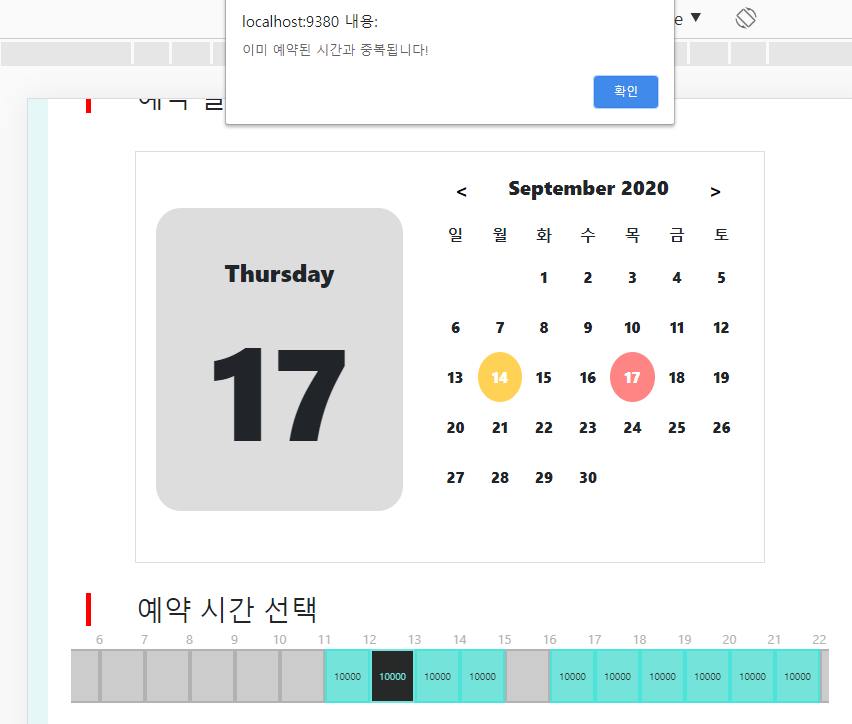 localhost:9380 내용:
이미 예약된 시간과 중복됩니다!
확인
e ▼
< September 2020 >
일 월 화 수 목 금 토
1 2 3 4 5
6 7 8 9 10 11 12
13 14 15 16 17 18 19
20 21 22 23 24 25 26
27 28 29 30
Thursday
17
예약 시간 선택
6 7 8 9 10 11 12 13 14 15 16 17 18 19 20 21 22
10000 10000 10000 10000 10000 10000 10000 10000 10000 10000